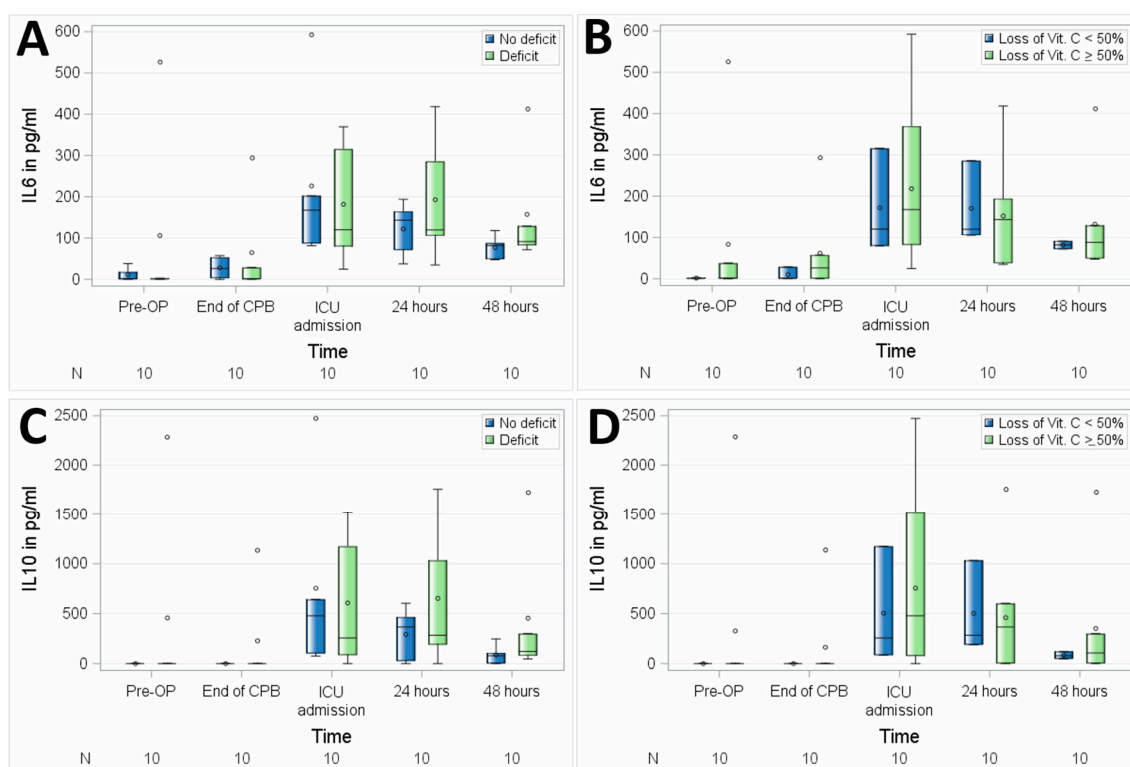 A
No deficit
Deficit
IL6 in pg/ml
600
500
400
300
200
100
0
Pre-OP End of CPB ICU admission 24 hours 48 hours
Time
N 10 10 10 10 10
B
Loss of Vit. C < 50%
Loss of Vit. C ≥ 50%
IL6 in pg/ml
600
500
400
300
200
100
0
Pre-OP End of CPB ICU admission 24 hours 48 hours
Time
N 10 10 10 10 10
C
No deficit
Deficit
IL10 in pg/ml
2500
2000
1500
1000
500
0
Pre-OP End of CPB ICU admission 24 hours 48 hours
Time
N 10 10 10 10 10
D
Loss of Vit. C < 50%
Loss of Vit. C ≥ 50%
IL10 in pg/ml
2500
2000
1500
1000
500
0
Pre-OP End of CPB ICU admission 24 hours 48 hours
Time
N 10 10 10 10 10